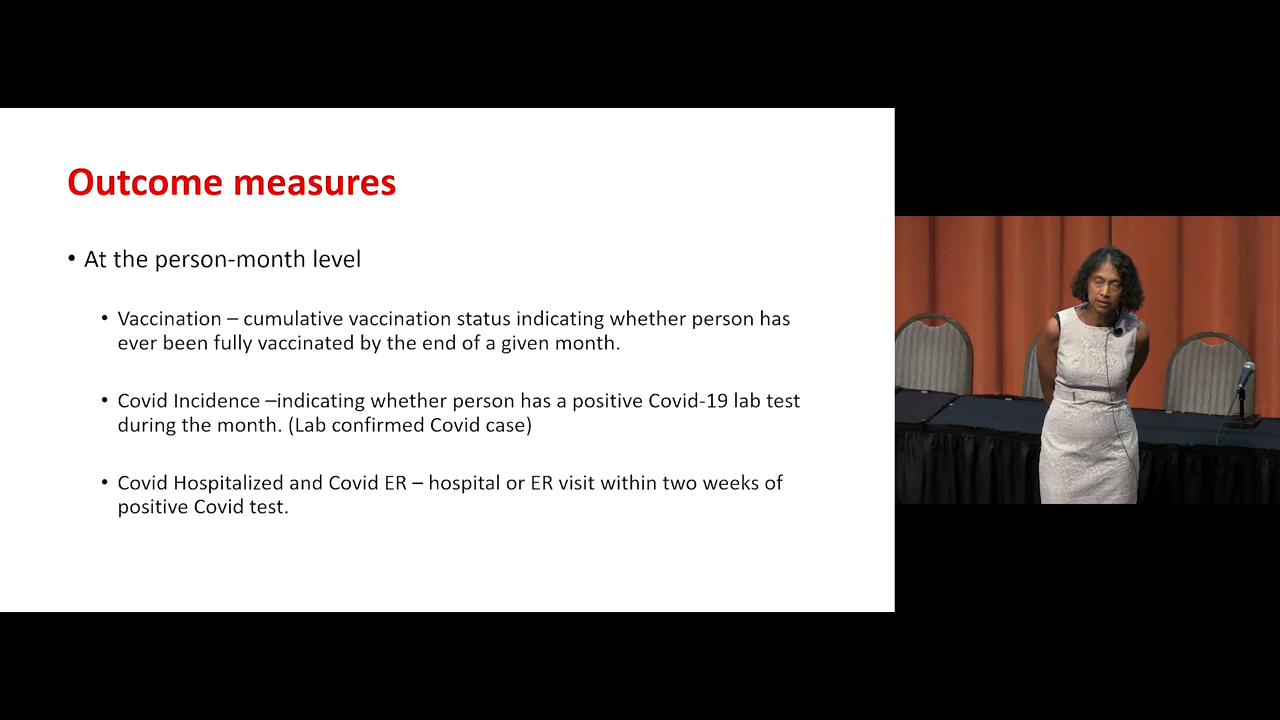 Outcome measures
• At the person-month level
• Vaccination – cumulative vaccination status indicating whether person has
ever been fully vaccinated by the end of a given month.
• Covid Incidence –indicating whether person has a positive Covid-19 lab test
during the month. (Lab confirmed Covid case)
• Covid Hospitalized and Covid ER – hospital or ER visit within two weeks of
positive Covid test.